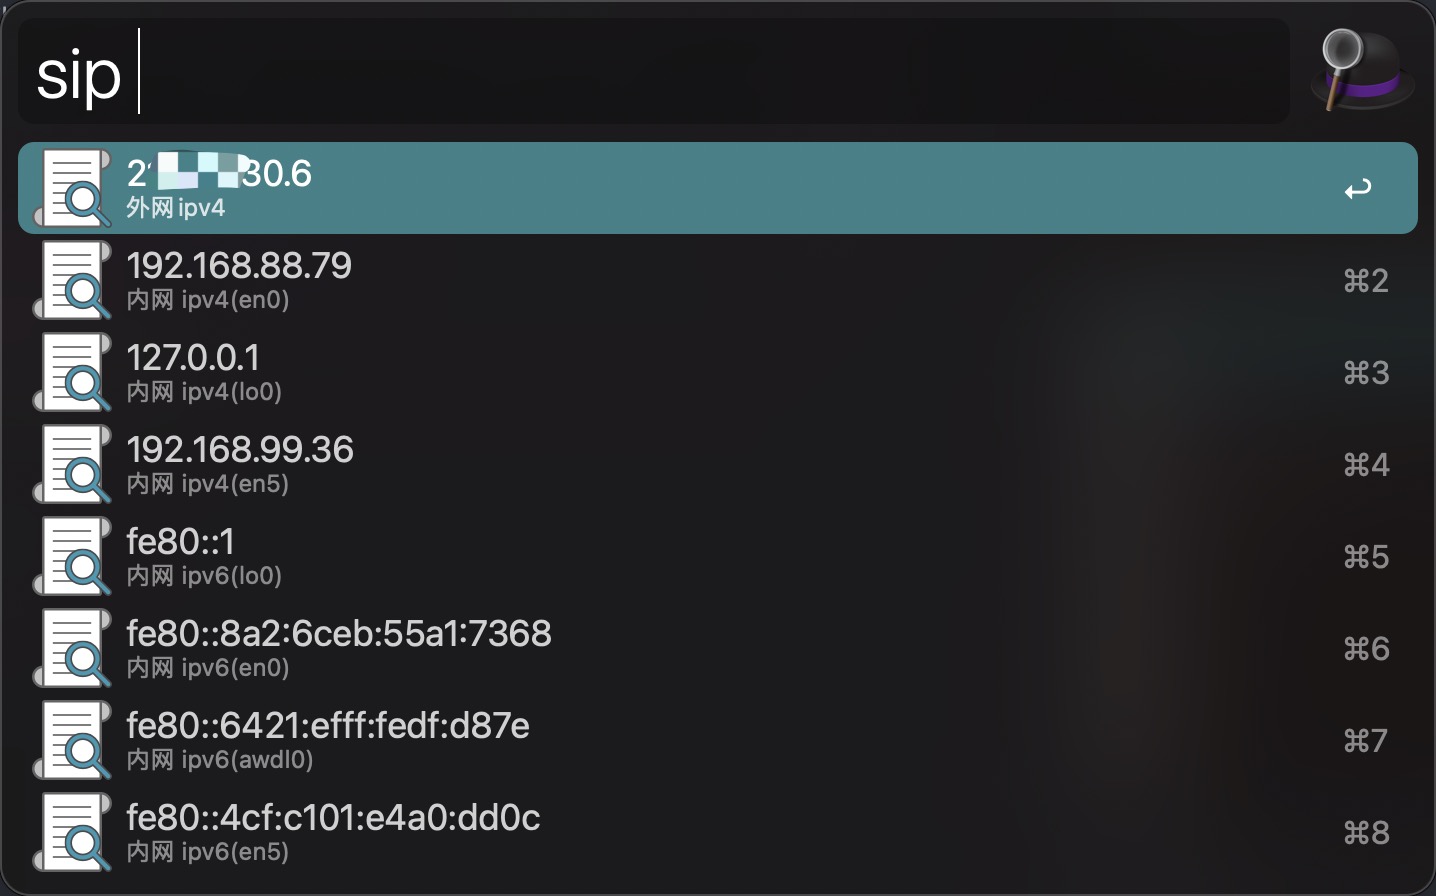 sip
30.6
外网 ipv4
192.168.88.79
内网 ipv4(en0)
⌘2
127.0.0.1
内网 ipv4(lo0)
⌘3
192.168.99.36
内网 ipv4(en5)
⌘4
fe80::1
内网 ipv6(lo0)
⌘5
fe80::8a2:6ceb:55a1:7368
内网 ipv6(en0)
⌘6
fe80::6421:efff:fedf:d87e
内网 ipv6(awdl0)
⌘7
fe80::4cf:c101:e4a0:dd0c
内网 ipv6(en5)
⌘8